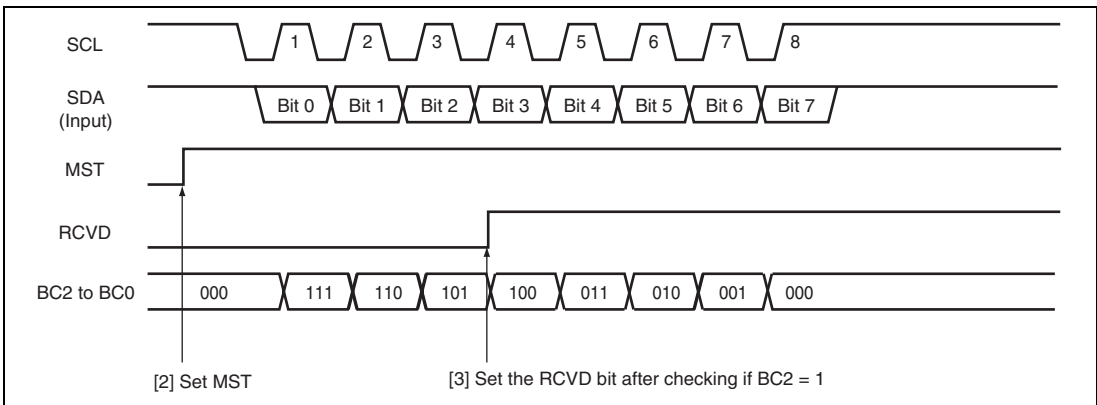 SCL 1 2 3 4 5 6 7 8
SDA
(Input) Bit 0 Bit 1 Bit 2 Bit 3 Bit 4 Bit 5 Bit 6 Bit 7
MST
RCVD
BC2 to BC0 000 111 110 101 100 011 010 001 000
[2] Set MST [3] Set the RCVD bit after checking if BC2 = 1